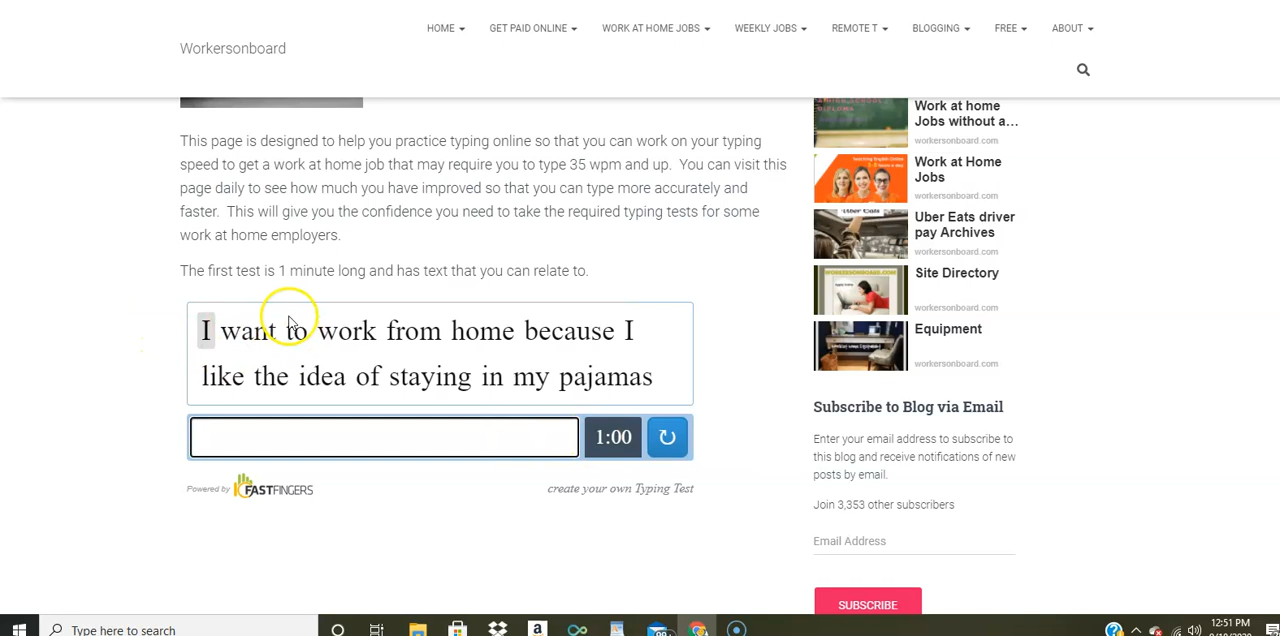 HOME GET PAID ONLINE WORK AT HOME JOBS WEEKLY JOBS REMOTE T BLOGGING FREE ABOUT
Workersonboard
This page is designed to help you practice typing online so that you can work on your typing
speed to get a work at home job that may require you to type 35 wpm and up. You can visit this
page daily to see how much you have improved so that you can type more accurately and
faster. This will give you the confidence you need to take the required typing tests for some
work at home employers.
The first test is 1 minute long and has text that you can relate to.
I want to work from home because I
like the idea of staying in my pajamas
1:00
Powered by FASTFINGERS
create your own Typing Test
Work at home
Jobs without a...
workersonboard.com
Work at Home
Jobs
workersonboard.com
Uber Eats driver
pay Archives
workersonboard.com
Site Directory
workersonboard.com
Equipment
workersonboard.com
Subscribe to Blog via Email
Enter your email address to subscribe to
this blog and receive notifications of new
posts by email.
Join 3,353 other subscribers
Email Address
SUBSCRIBE
Type here to search
12:51 PM